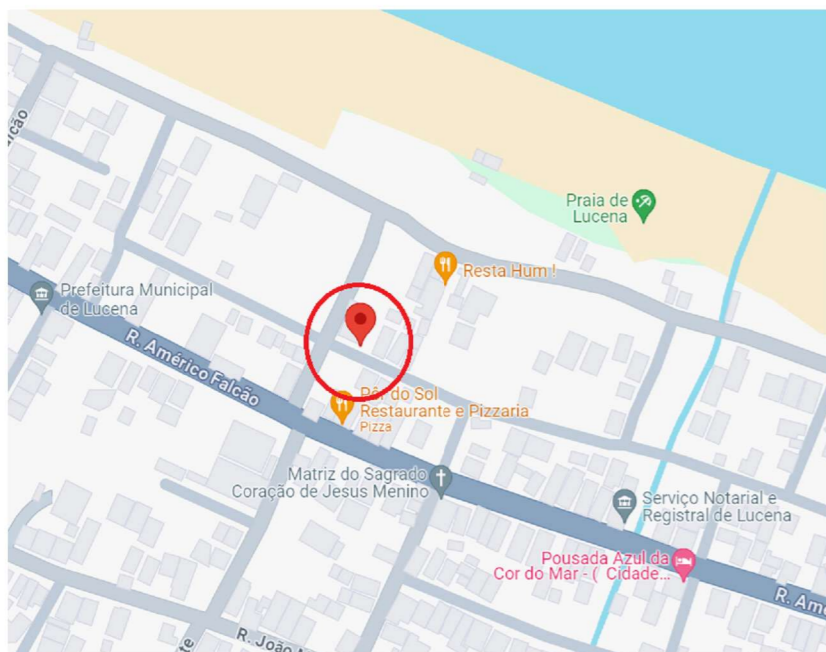 lcão
Praia de
Lucena
Resta Hum !
Prefeitura Municipal
de Lucena
R. Américo Falcão
Pôr do Sol
Restaurante e Pizzaria
Pizza
Matriz do Sagrado
Coração de Jesus Menino
Serviço Notarial e
Registral de Lucena
Pousada Azul da
Cor do Mar - ( Cidade...
R. Amé
R. João
te